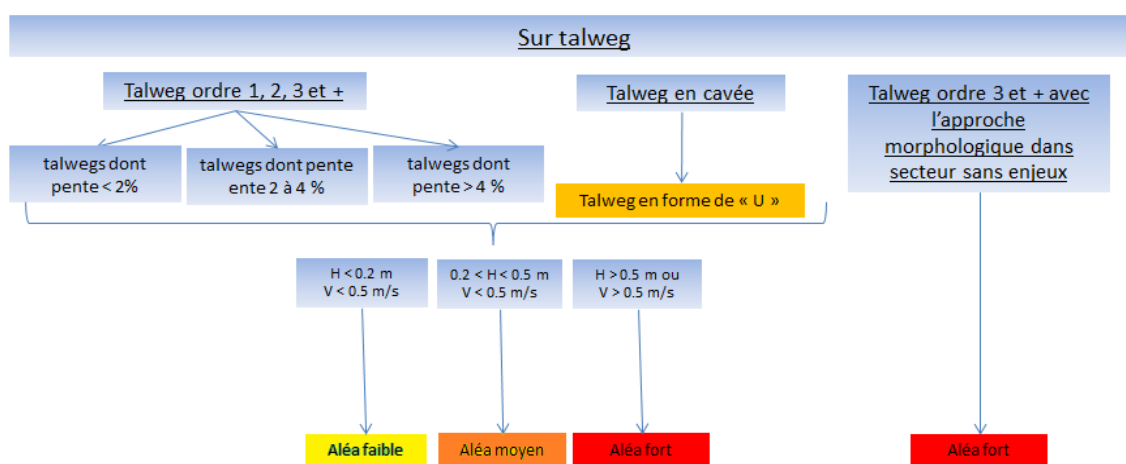 Sur talweg
Talweg ordre 1, 2, 3 et +
Talweg en cavée
Talweg ordre 3 et + avec
l'approche
morphologique dans
secteur sans enjeux
talwegs dont
pente < 2%
talwegs dont pente
ente 2 à 4 %
talwegs dont
pente > 4 %
Talweg en forme de « U »
H < 0.2 m
V < 0.5 m/s
0.2 < H < 0.5 m
V < 0.5 m/s
H > 0.5 m ou
V > 0.5 m/s
Aléa faible
Aléa moyen
Aléa fort
Aléa fort